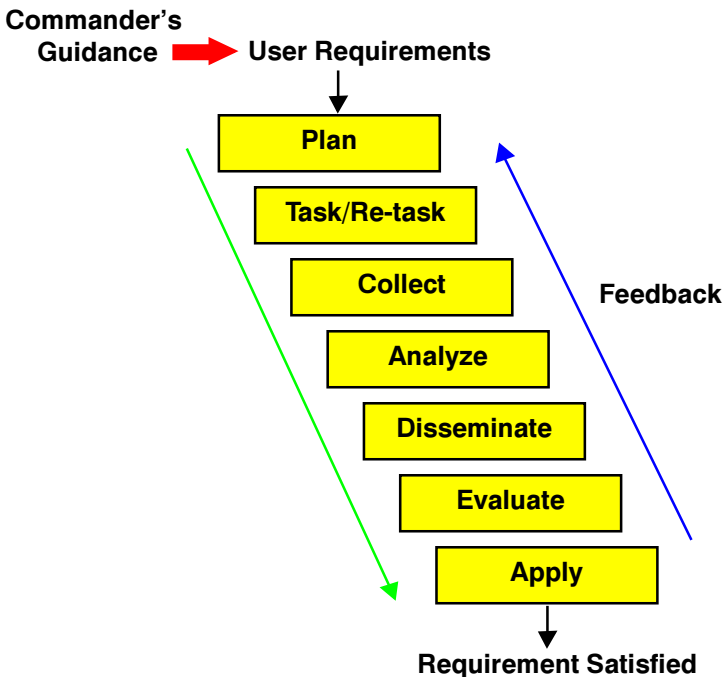 Commander's
Guidance
User Requirements
Plan
Task/Re-task
Collect
Feedback
Analyze
Disseminate
Evaluate
Apply
Requirement Satisfied